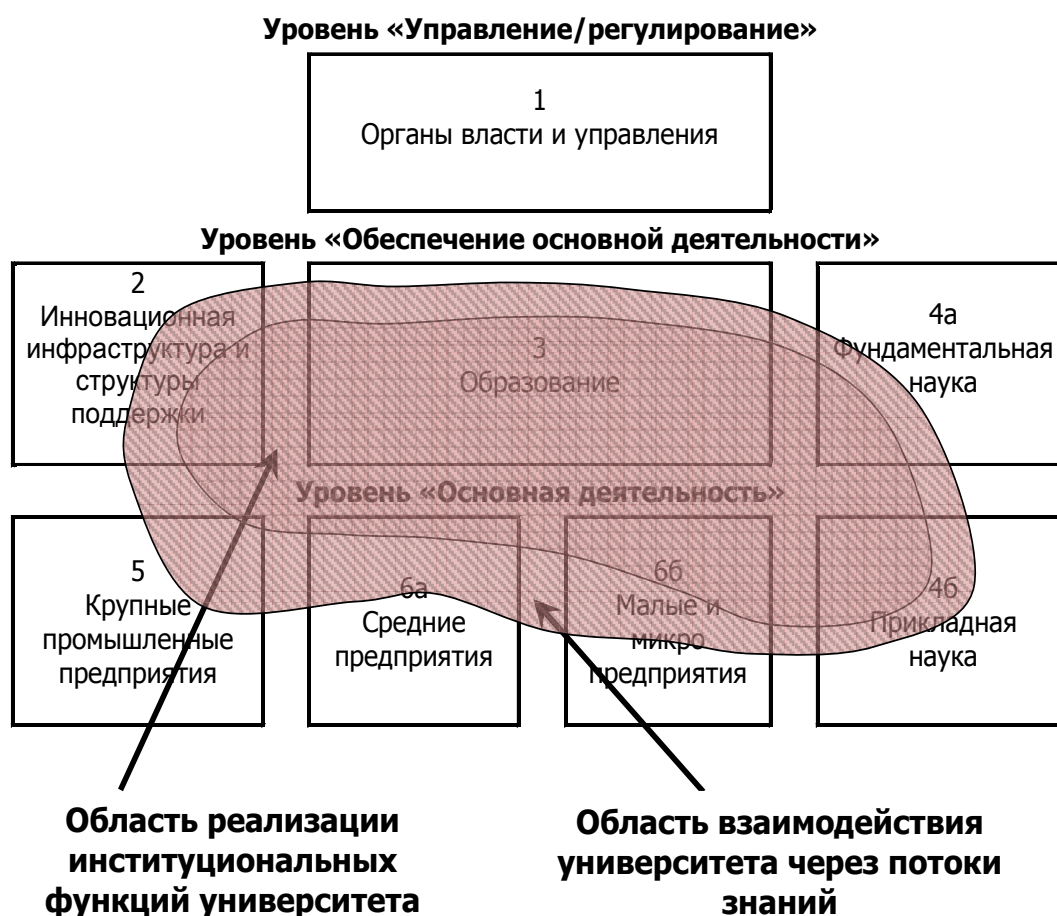 Уровень «Управление/регулирование»
1
Органы власти и управления
Уровень «Обеспечение основной деятельности»
2
Инновационная
инфраструктура и
структуры
поддержки
3
Образование
4а
Фундаментальная
наука
Уровень «Основная деятельность»
5
Крупные
промышленные
предприятия
6а
Средние
предприятия
6б
Малые и
микро
предприятия
4б
Прикладная
наука
Область реализации
институциональных
функций университета
Область взаимодействия
университета через потоки
знаний